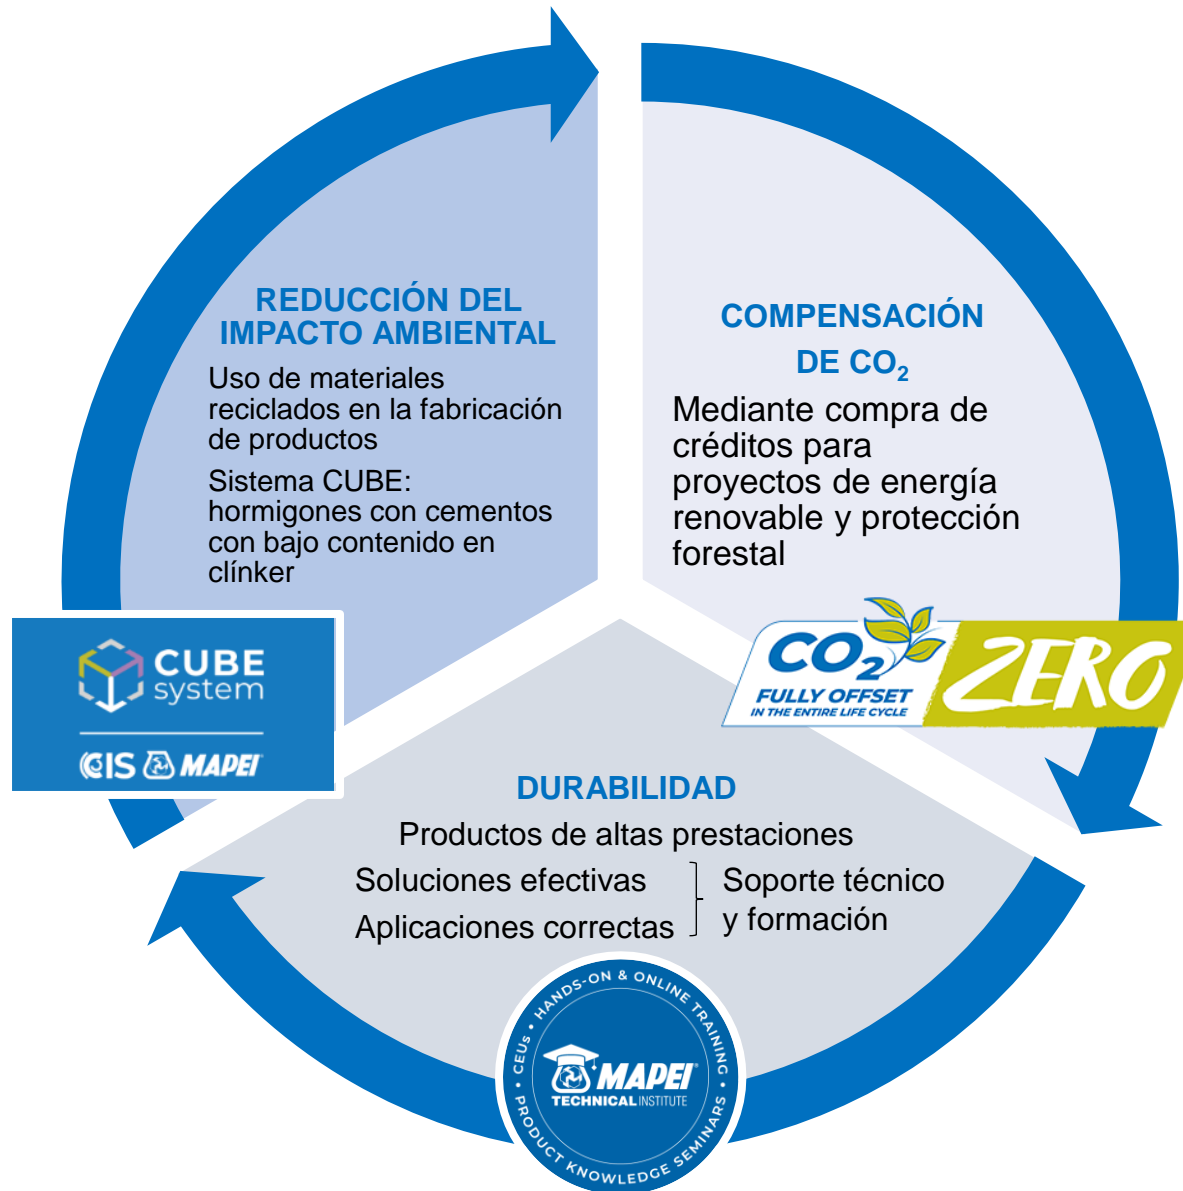 REDUCCIÓN DEL
IMPACTO AMBIENTAL
Uso de materiales
reciclados en la fabricación
de productos
Sistema CUBE:
hormigones con cementos
con bajo contenido en
clínker
CUBE
system
CIS MAPEI
COMPENSACIÓN
DE CO₂
Mediante compra de
créditos para
proyectos de energía
renovable y protección
forestal
CO₂ ZERO
FULLY OFFSET
IN THE ENTIRE LIFE CYCLE
DURABILIDAD
Productos de altas prestaciones
Soluciones efectivas
Aplicaciones correctas
Soporte técnico
y formación
• CEUs • HANDS-ON & ONLINE TRAINING •
MAPEI
TECHNICAL INSTITUTE
PRODUCT KNOWLEDGE SEMINARS